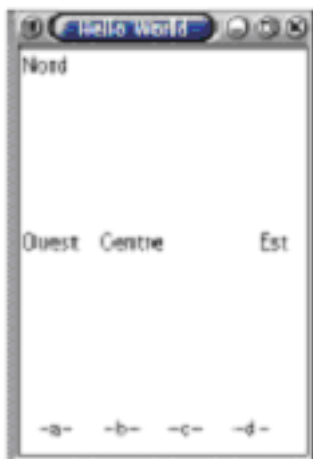 - Hello World -
Nord
Ouest Centre Est
-a- -b- -c- -d-